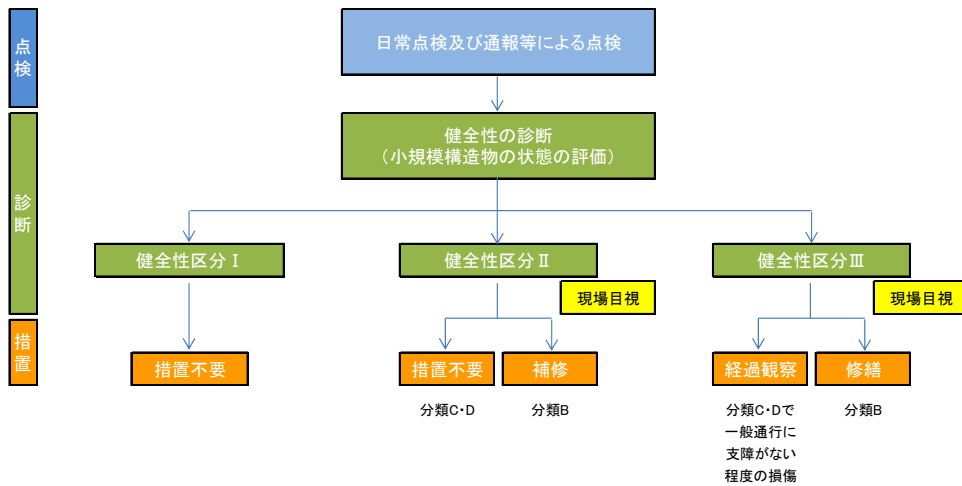 点検
日常点検及び通報等による点検
診断
健全性の診断
（小規模構造物の状態の評価）
健全性区分Ⅰ
健全性区分Ⅱ
健全性区分Ⅲ
現場目視
現場目視
措置
措置不要
措置不要
補修
経過観察
修繕
分類C・D
分類B
分類C・Dで
一般通行に
支障がない
程度の損傷
分類B